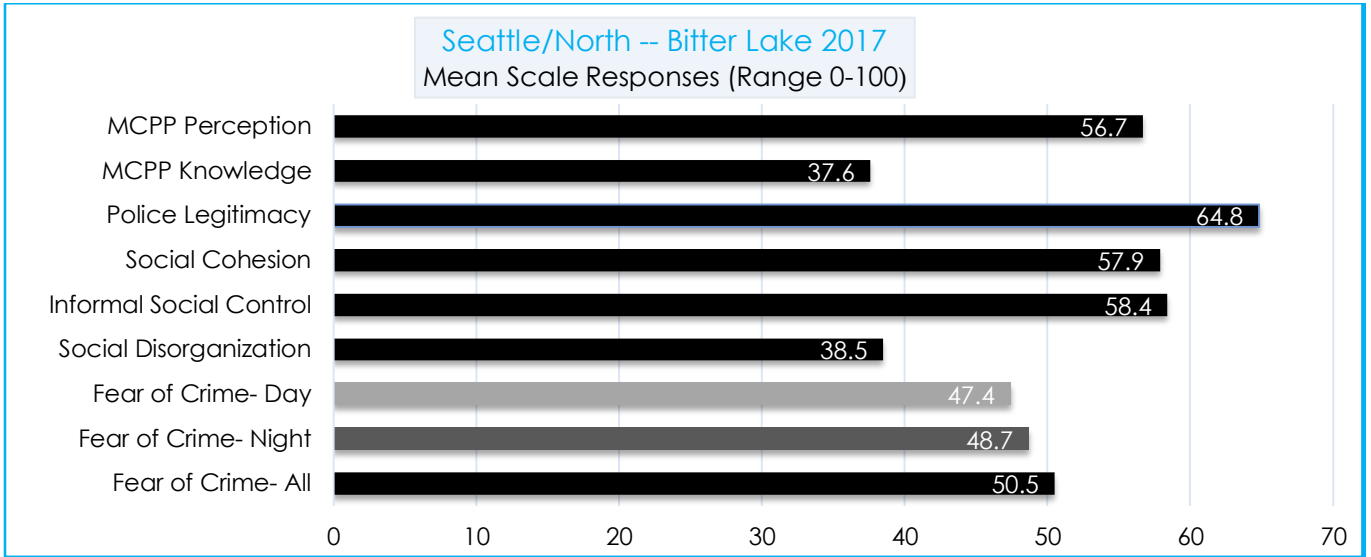 Seattle/North -- Bitter Lake 2017
Mean Scale Responses (Range 0-100)
MCPP Perception 56.7
MCPP Knowledge 37.6
Police Legitimacy 64.8
Social Cohesion 57.9
Informal Social Control 58.4
Social Disorganization 38.5
Fear of Crime- Day 47.4
Fear of Crime- Night 48.7
Fear of Crime- All 50.5
0 10 20 30 40 50 60 70